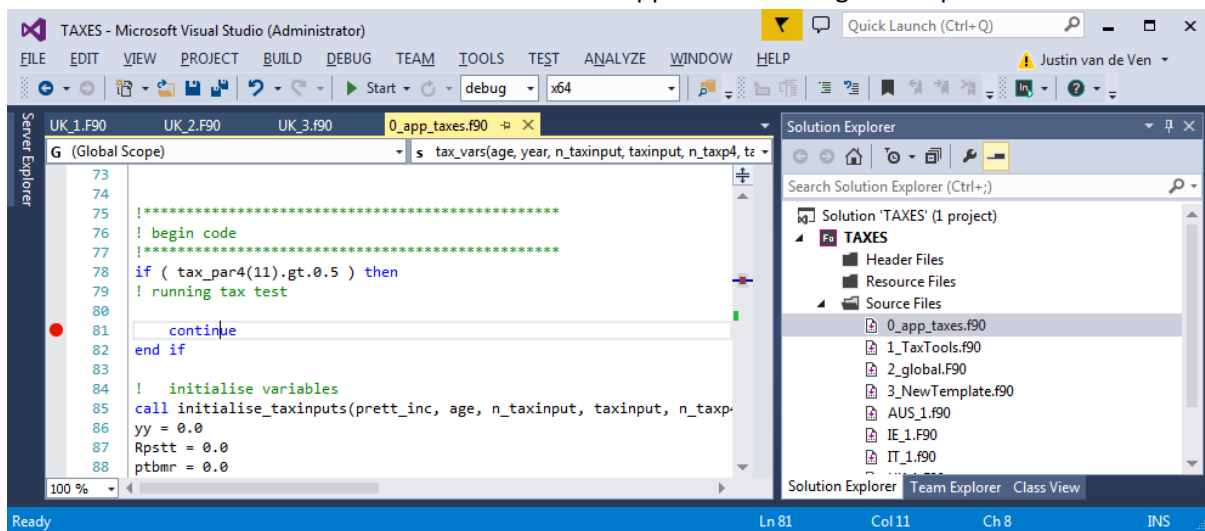 TAXES - Microsoft Visual Studio (Administrator)
Quick Launch (Ctrl+Q)
FILE EDIT VIEW PROJECT BUILD DEBUG TEAM TOOLS TEST ANALYZE WINDOW HELP
Justin van de Ven
Start debug x64
Server Explorer
UK_1.F90 UK_2.F90 UK_3.f90 0_app_taxes.f90
(Global Scope) tax_vars(age, year, n_taxinput, taxinput, n_taxp4, ta
73
74
75 !**************************************************
76 ! begin code
77 !**************************************************
78 if ( tax_par4(11).gt.0.5 ) then
79 ! running tax test
80
81 continue
82 end if
83
84 ! initialise variables
85 call initialise_taxinputs(prett_inc, age, n_taxinput, taxinput, n_taxp
86 yy = 0.0
87 Rpstt = 0.0
88 ptbmr = 0.0
100 %
Solution Explorer
Search Solution Explorer (Ctrl+;)
Solution 'TAXES' (1 project)
TAXES
Header Files
Resource Files
Source Files
0_app_taxes.f90
1_TaxTools.f90
2_global.F90
3_NewTemplate.f90
AUS_1.f90
IE_1.F90
IT_1.f90
Solution Explorer Team Explorer Class View
Ready Ln 81 Col 11 Ch 8 INS